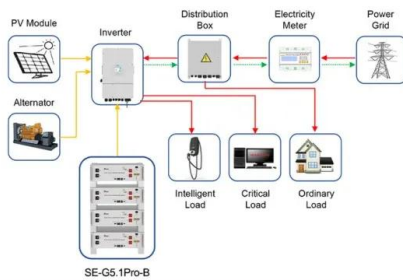 PV Module
Inverter
Distribution
Box
Electricity
Meter
Power
Grid
Alternator
Intelligent
Load
Critical
Load
Ordinary
Load
SE-G5.1Pro-B